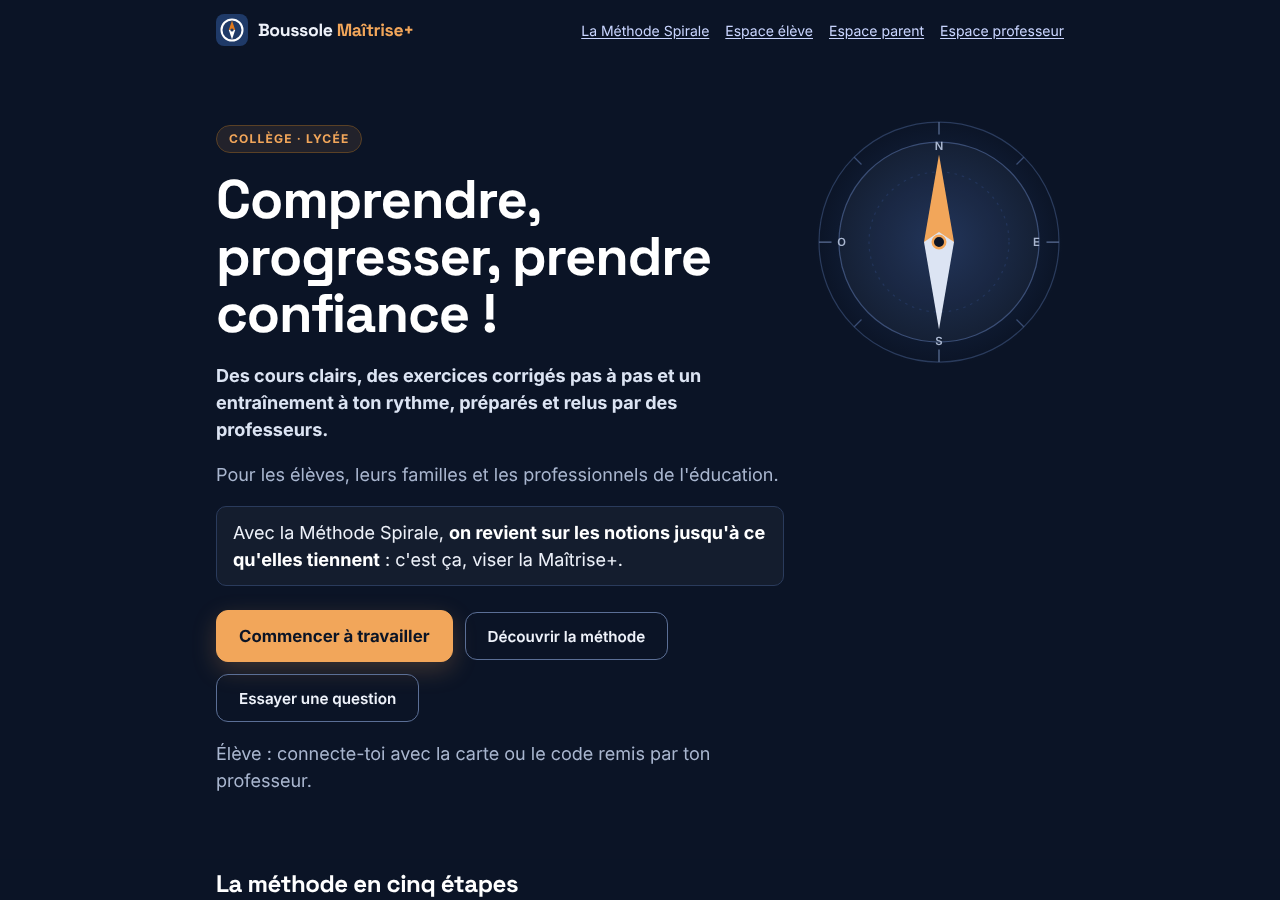 Boussole Maîtrise+
La Méthode Spirale Espace élève Espace parent Espace professeur
COLLÈGE · LYCÉE
Comprendre,
progresser, prendre
confiance !
N
O
E
S
Des cours clairs, des exercices corrigés pas à pas et un
entraînement à ton rythme, préparés et relus par des
professeurs.
Pour les élèves, leurs familles et les professionnels de l'éducation.
Avec la Méthode Spirale, on revient sur les notions jusqu'à ce
qu'elles tiennent : c'est ça, viser la Maîtrise+.
Commencer à travailler
Découvrir la méthode
Essayer une question
Élève : connecte-toi avec la carte ou le code remis par ton
professeur.
La méthode en cinq étapes